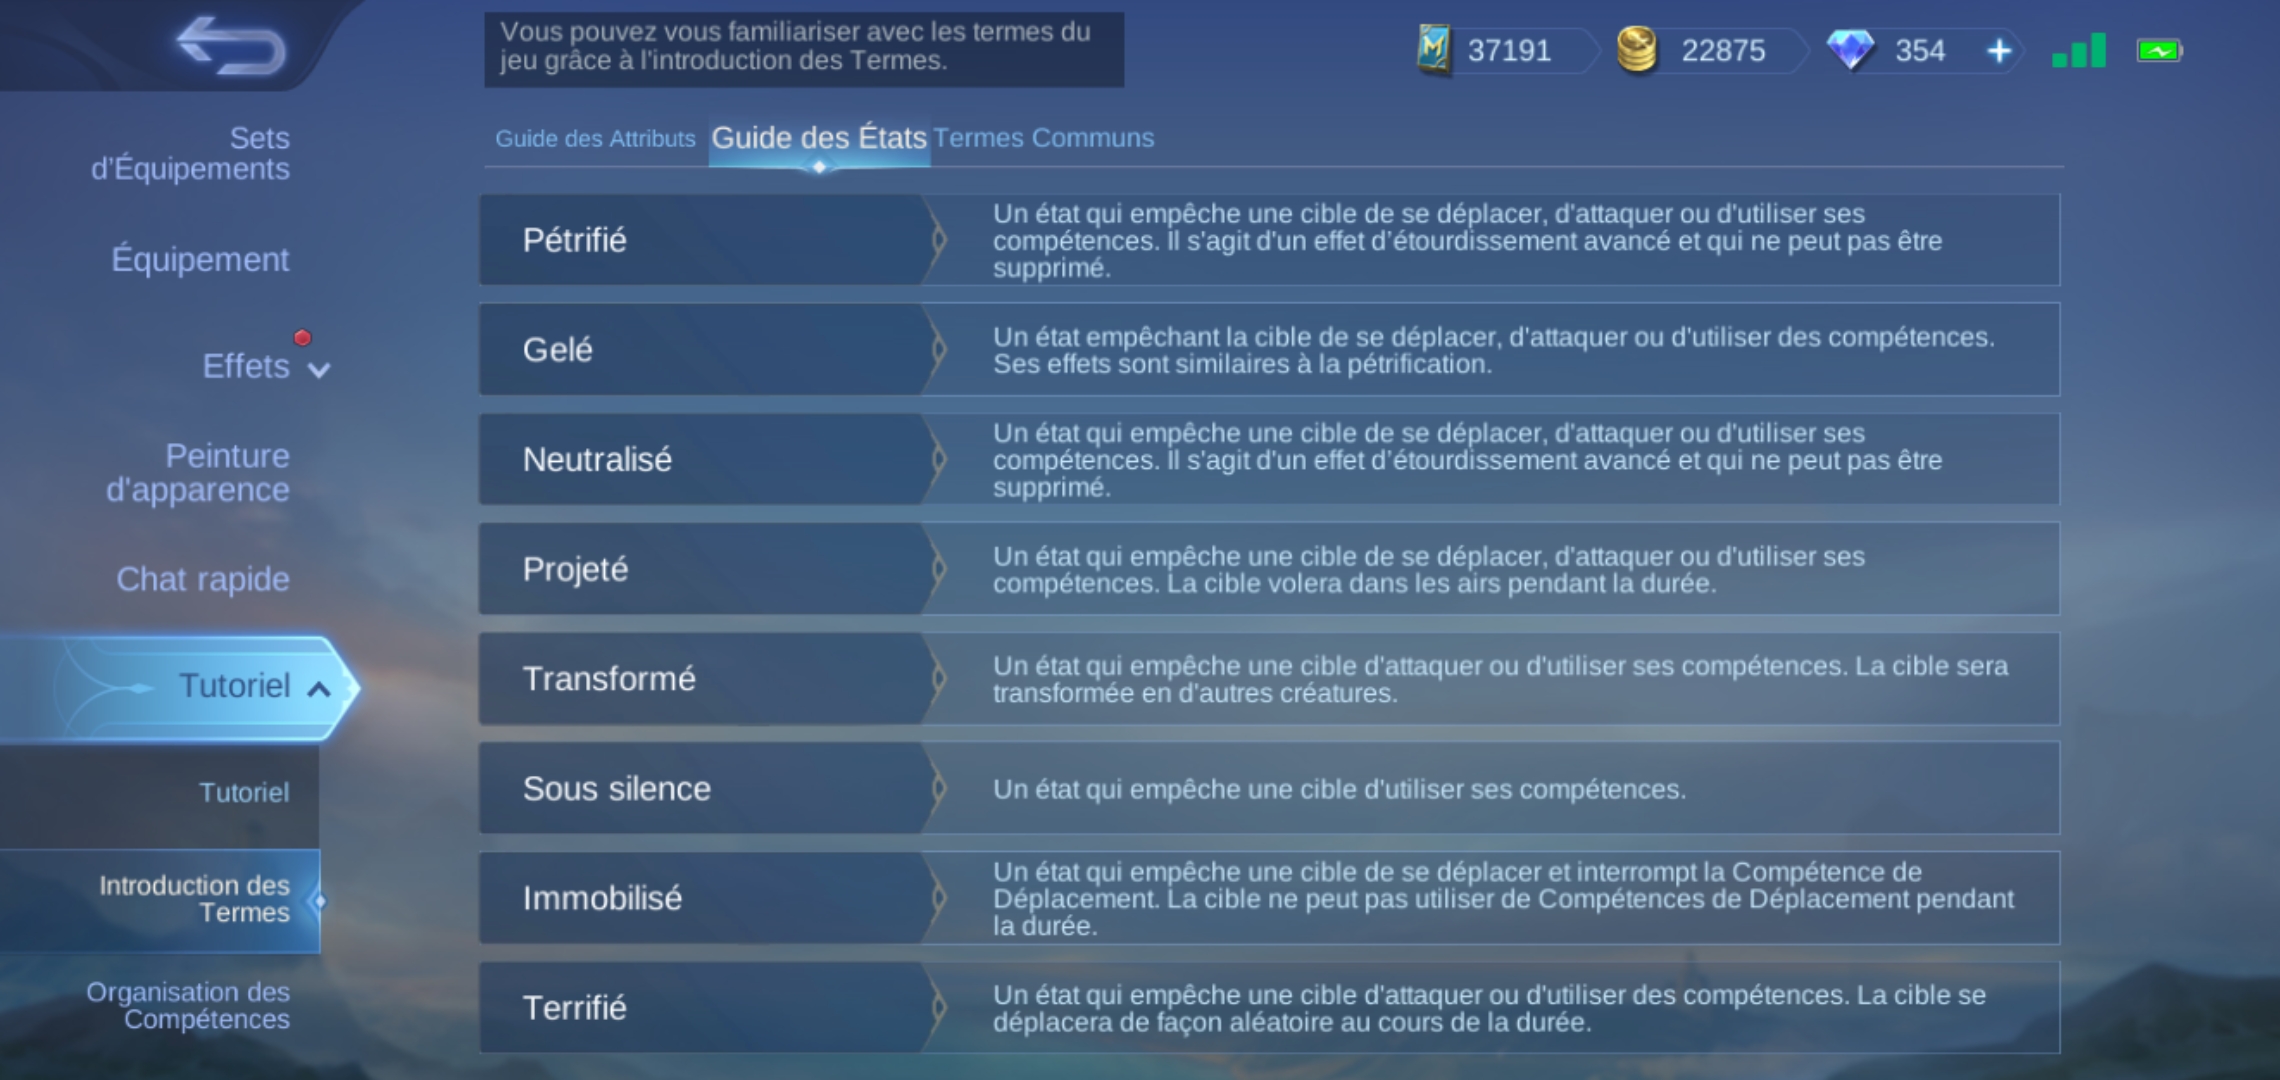 Vous pouvez vous familiariser avec les termes du
jeu grâce à l'introduction des Termes.
37191
22875
354
Sets
d'Équipements
Équipement
Effets
Peinture
d'apparence
Chat rapide
Tutoriel
Tutoriel
Introduction des
Termes
Organisation des
Compétences
Guide des Attributs
Guide des États
Termes Communs
Pétrifié
Un état qui empêche une cible de se déplacer, d'attaquer ou d'utiliser ses
compétences. Il s'agit d'un effet d’étourdissement avancé et qui ne peut pas être
supprimé.
Gelé
Un état empêchant la cible de se déplacer, d'attaquer ou d'utiliser des compétences.
Ses effets sont similaires à la pétrification.
Neutralisé
Un état qui empêche une cible de se déplacer, d'attaquer ou d'utiliser ses
compétences. Il s'agit d'un effet d’étourdissement avancé et qui ne peut pas être
supprimé.
Projeté
Un état qui empêche une cible de se déplacer, d'attaquer ou d'utiliser ses
compétences. La cible volera dans les airs pendant la durée.
Transformé
Un état qui empêche une cible d'attaquer ou d'utiliser ses compétences. La cible sera
transformée en d'autres créatures.
Sous silence
Un état qui empêche une cible d'utiliser ses compétences.
Immobilisé
Un état qui empêche une cible de se déplacer et interrompt la Compétence de
Déplacement. La cible ne peut pas utiliser de Compétences de Déplacement pendant
la durée.
Terrifié
Un état qui empêche une cible d'attaquer ou d'utiliser des compétences. La cible se
déplacera de façon aléatoire au cours de la durée.